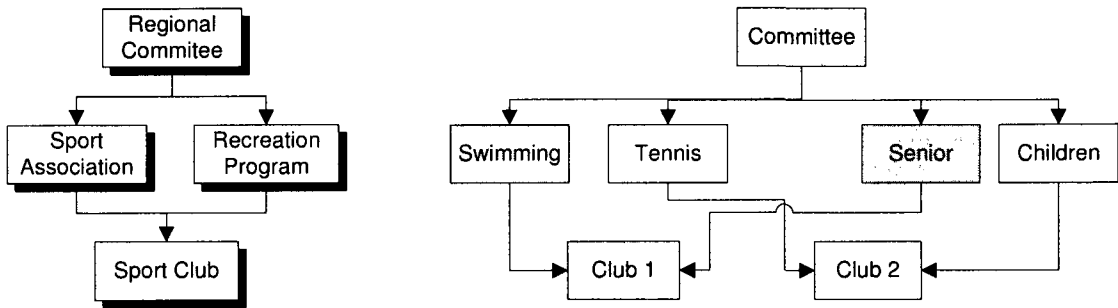 Regional
Commitee
Sport
Association
Recreation
Program
Sport Club
Committee
Swimming
Tennis
Senior
Children
Club 1
Club 2